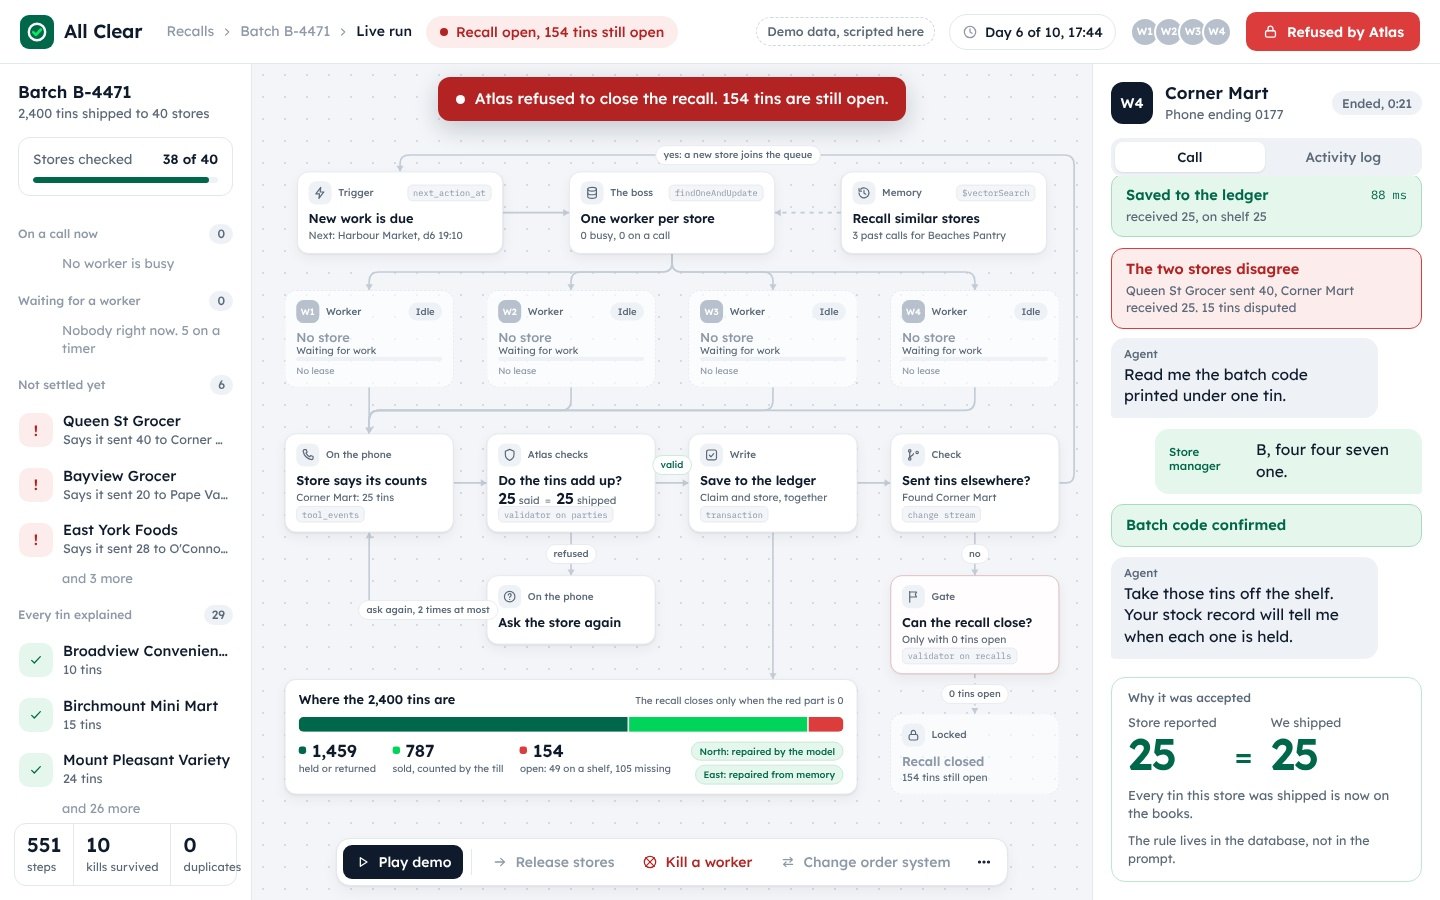 All Clear
Recalls > Batch B-4471 > Live run
Recall open, 154 tins still open
Demo data, scripted here
Day 6 of 10, 17:44
W1 W2 W3 W4
Refused by Atlas
Batch B-4471
2,400 tins shipped to 40 stores
Stores checked 38 of 40
On a call now 0
No worker is busy
Waiting for a worker 0
Nobody right now. 5 on a
timer
Not settled yet 6
! Queen St Grocer
Says it sent 40 to Corner ...
! Bayview Grocer
Says it sent 20 to Pape Va...
! East York Foods
Says it sent 28 to O'Conno...
and 3 more
Every tin explained 29
Broadview Convenien...
10 tins
Birchmount Mini Mart
15 tins
Mount Pleasant Variety
24 tins
and 26 more
551 10 0
steps kills survived duplicates
Atlas refused to close the recall. 154 tins are still open.
yes: a new store joins the queue
Trigger next_action_at
New work is due
Next: Harbour Market, d6 19:10
The boss findOneAndUpdate
One worker per store
0 busy, 0 on a call
Memory $vectorSearch
Recall similar stores
3 past calls for Beaches Pantry
W1 Worker Idle
No store
Waiting for work
No lease
W2 Worker Idle
No store
Waiting for work
No lease
W3 Worker Idle
No store
Waiting for work
No lease
W4 Worker Idle
No store
Waiting for work
No lease
On the phone
Store says its counts
Corner Mart: 25 tins
tool_events
Atlas checks
Do the tins add up?
25 said = 25 shipped
validator on parties
valid
Write
Save to the ledger
Claim and store, together
transaction
Check
Sent tins elsewhere?
Found Corner Mart
change stream
refused
no
ask again, 2 times at most
On the phone
Ask the store again
Gate
Can the recall close?
Only with 0 tins open
validator on recalls
0 tins open
Locked
Recall closed
154 tins still open
Where the 2,400 tins are
The recall closes only when the red part is 0
1,459
held or returned
787
sold, counted by the till
154
open: 49 on a shelf, 105 missing
North: repaired by the model
East: repaired from memory
Play demo
Release stores
Kill a worker
Change order system
W4 Corner Mart
Phone ending 0177
Ended, 0:21
Call Activity log
Saved to the ledger 88 ms
received 25, on shelf 25
The two stores disagree
Queen St Grocer sent 40, Corner Mart
received 25. 15 tins disputed
Agent
Read me the batch code
printed under one tin.
Store
manager
B, four four seven
one.
Batch code confirmed
Agent
Take those tins off the shelf.
Your stock record will tell me
when each one is held.
Why it was accepted
Store reported We shipped
25 = 25
Every tin this store was shipped is now on
the books.
The rule lives in the database, not in the
prompt.